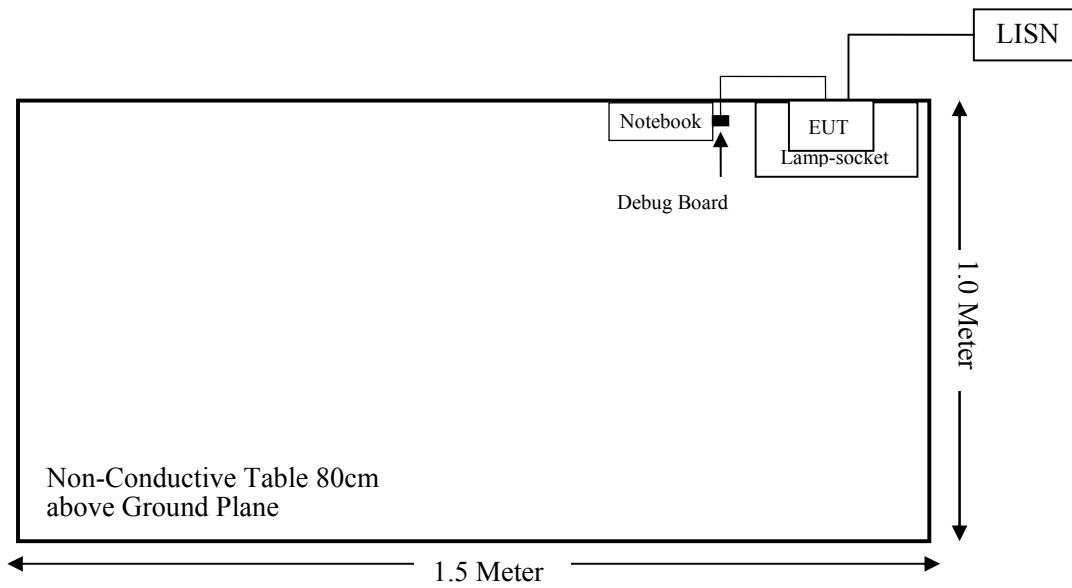 LISN
Notebook
EUT
Lamp-socket
Debug Board
1.0 Meter
Non-Conductive Table 80cm
above Ground Plane
1.5 Meter